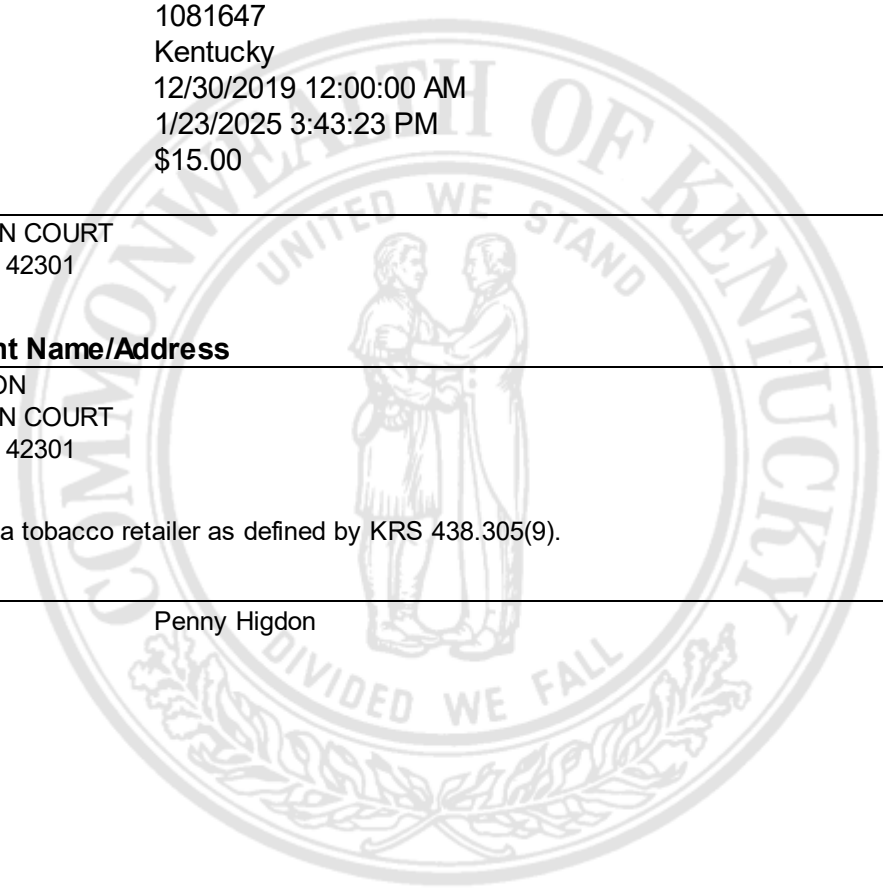 1081647
Kentucky
12/30/2019 12:00:00 AM
1/23/2025 3:43:23 PM
$15.00
N COURT
42301
nt Name/Address
ON
N COURT
42301
a tobacco retailer as defined by KRS 438.305(9).
Penny Higdon
COMMONWEALTH OF KENTUCKY
UNITED WE STAND
DIVIDED WE FALL